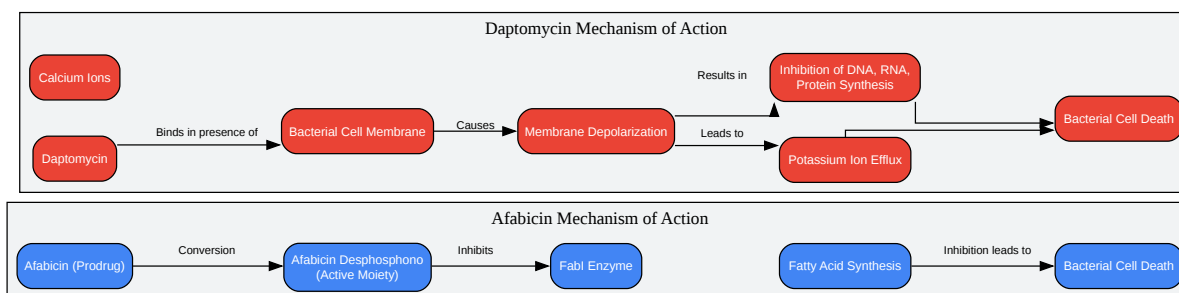 Daptomycin Mechanism of Action
Calcium Ions
Daptomycin
Binds in presence of
Bacterial Cell Membrane
Causes
Membrane Depolarization
Results in
Leads to
Inhibition of DNA, RNA,
Protein Synthesis
Potassium Ion Efflux
Bacterial Cell Death
Afabicin Mechanism of Action
Afabicin (Prodrug)
Conversion
Afabicin Desphosphono
(Active Moiety)
Inhibits
FabI Enzyme
Fatty Acid Synthesis
Inhibition leads to
Bacterial Cell Death